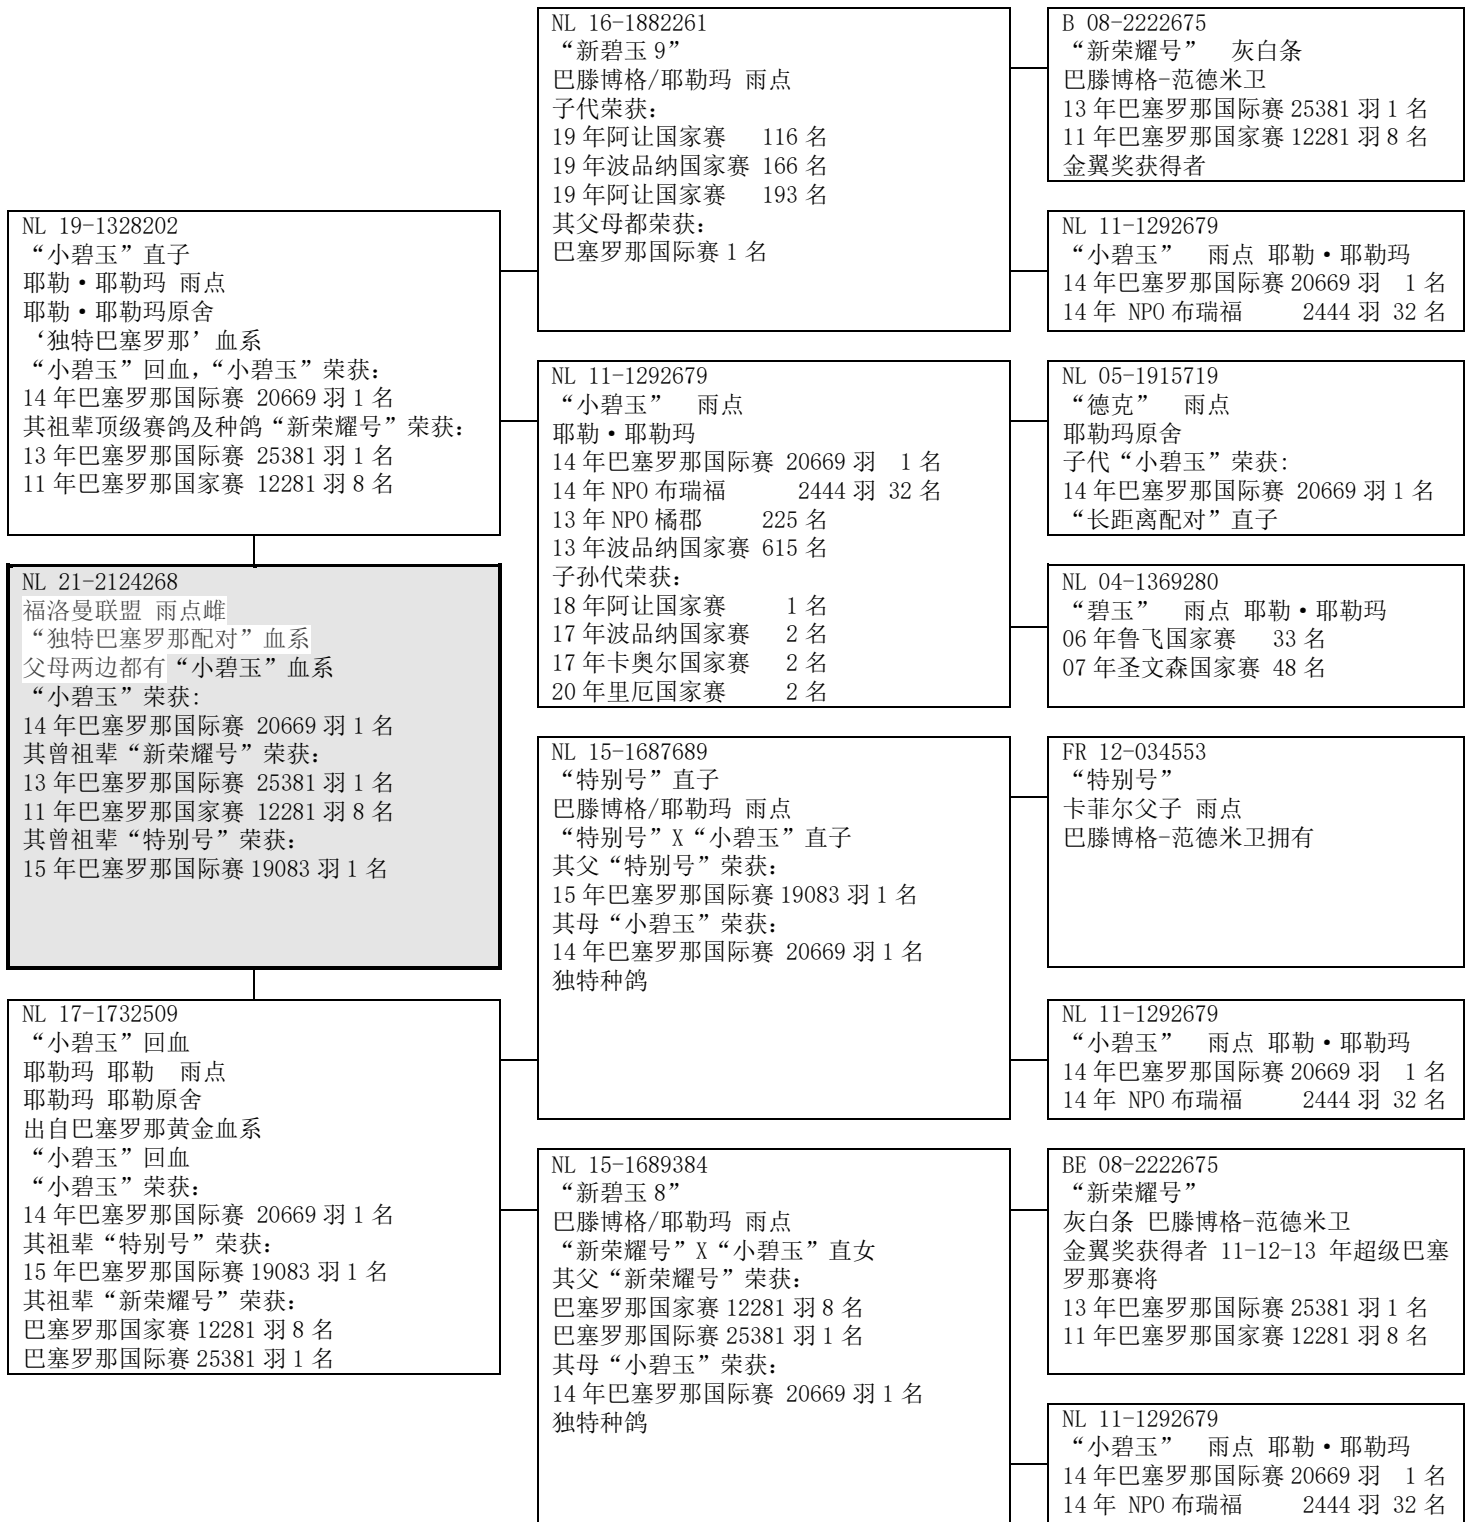 NL 19-1328202
“小碧玉”直子
耶勒·耶勒玛 雨点
耶勒·耶勒玛原舍
‘独特巴塞罗那’血系
“小碧玉”回血，“小碧玉”荣获：
14 年巴塞罗那国际赛 20669 羽 1 名
其祖辈顶级赛鸽及种鸽“新荣耀号”荣获：
13 年巴塞罗那国际赛 25381 羽 1 名
11 年巴塞罗那国家赛 12281 羽 8 名
NL 21-2124268
福洛曼联盟 雨点雌
“独特巴塞罗那配对”血系
父母两边都有“小碧玉”血系
“小碧玉”荣获：
14 年巴塞罗那国际赛 20669 羽 1 名
其曾祖辈“新荣耀号”荣获：
13 年巴塞罗那国际赛 25381 羽 1 名
11 年巴塞罗那国家赛 12281 羽 8 名
其曾祖辈“特别号”荣获：
15 年巴塞罗那国际赛 19083 羽 1 名
NL 17-1732509
“小碧玉”回血
耶勒玛 耶勒 雨点
耶勒玛 耶勒原舍
出自巴塞罗那黄金血系
“小碧玉”回血
“小碧玉”荣获：
14 年巴塞罗那国际赛 20669 羽 1 名
其祖辈“特别号”荣获：
15 年巴塞罗那国际赛 19083 羽 1 名
其祖辈“新荣耀号”荣获：
巴塞罗那国家赛 12281 羽 8 名
巴塞罗那国际赛 25381 羽 1 名
NL 16-1882261
“新碧玉 9”
巴滕博格/耶勒玛 雨点
子代荣获：
19 年阿让国家赛 116 名
19 年波品纳国家赛 166 名
19 年阿让国家赛 193 名
其父母都荣获：
巴塞罗那国际赛 1 名
NL 11-1292679
“小碧玉” 雨点
耶勒·耶勒玛
14 年巴塞罗那国际赛 20669 羽 1 名
14 年 NPO 布瑞福 2444 羽 32 名
13 年 NPO 橘郡 225 名
13 年波品纳国家赛 615 名
子孙代荣获：
18 年阿让国家赛 1 名
17 年波品纳国家赛 2 名
17 年卡奥尔国家赛 2 名
20 年里厄国家赛 2 名
NL 15-1687689
“特别号”直子
巴滕博格/耶勒玛 雨点
“特别号”X“小碧玉”直子
其父“特别号”荣获：
15 年巴塞罗那国际赛 19083 羽 1 名
其母“小碧玉”荣获：
14 年巴塞罗那国际赛 20669 羽 1 名
独特种鸽
NL 15-1689384
“新碧玉 8”
巴滕博格/耶勒玛 雨点
“新荣耀号”X“小碧玉”直女
其父“新荣耀号”荣获：
巴塞罗那国家赛 12281 羽 8 名
巴塞罗那国际赛 25381 羽 1 名
其母“小碧玉”荣获：
14 年巴塞罗那国际赛 20669 羽 1 名
独特种鸽
B 08-2222675
“新荣耀号” 灰白条
巴滕博格-范德米卫
13 年巴塞罗那国际赛 25381 羽 1 名
11 年巴塞罗那国家赛 12281 羽 8 名
金翼奖获得者
NL 11-1292679
“小碧玉” 雨点 耶勒·耶勒玛
14 年巴塞罗那国际赛 20669 羽 1 名
14 年 NPO 布瑞福 2444 羽 32 名
NL 05-1915719
“德克” 雨点
耶勒玛原舍
子代“小碧玉”荣获：
14 年巴塞罗那国际赛 20669 羽 1 名
“长距离配对”直子
NL 04-1369280
“碧玉” 雨点 耶勒·耶勒玛
06 年鲁飞国家赛 33 名
07 年圣文森国家赛 48 名
FR 12-034553
“特别号”
卡菲尔父子 雨点
巴滕博格-范德米卫拥有
NL 11-1292679
“小碧玉” 雨点 耶勒·耶勒玛
14 年巴塞罗那国际赛 20669 羽 1 名
14 年 NPO 布瑞福 2444 羽 32 名
BE 08-2222675
“新荣耀号”
灰白条 巴滕博格-范德米卫
金翼奖获得者 11-12-13 年超级巴塞
罗那赛将
13 年巴塞罗那国际赛 25381 羽 1 名
11 年巴塞罗那国家赛 12281 羽 8 名
NL 11-1292679
“小碧玉” 雨点 耶勒·耶勒玛
14 年巴塞罗那国际赛 20669 羽 1 名
14 年 NPO 布瑞福 2444 羽 32 名